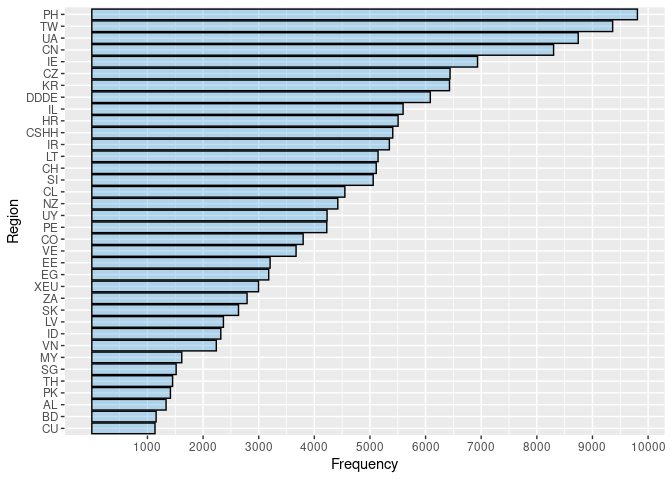 PH
TW
UA
CN
IE
CZ
KR
DDDE
IL
HR
CSHH
IR
LT
CH
SI
CL
NZ
UY
PE
CO
VE
EE
EG
XEU
ZA
SK
LV
ID
VN
MY
SG
TH
PK
AL
BD
CU
Region
1000 2000 3000 4000 5000 6000 7000 8000 9000 10000
Frequency